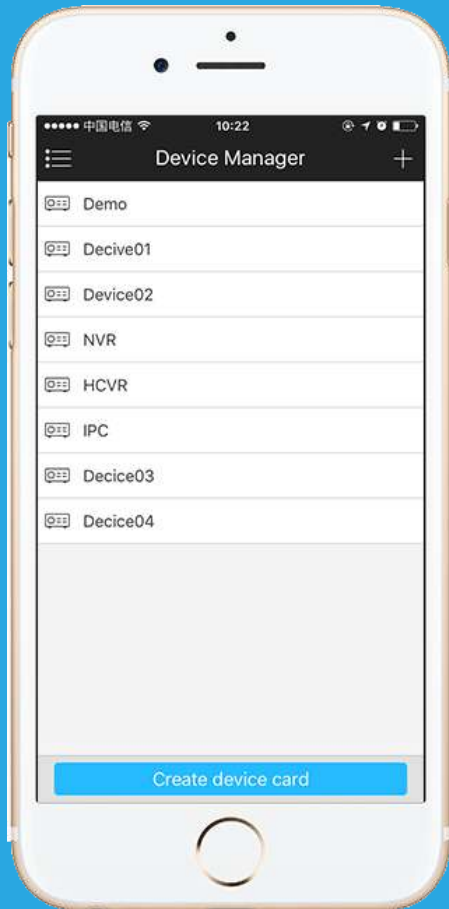 中国电信
10:22
Device Manager
Demo
Decive01
Device02
NVR
HCVR
IPC
Decice03
Decice04
Create device card